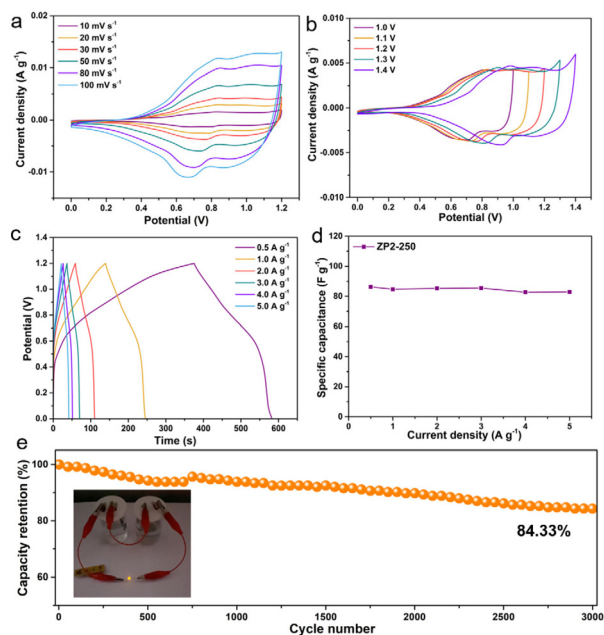 a
10 mV s⁻¹
20 mV s⁻¹
30 mV s⁻¹
50 mV s⁻¹
80 mV s⁻¹
100 mV s⁻¹
Current density (A g⁻¹)
0.02
0.01
0.00
-0.01
0.0 0.2 0.4 0.6 0.8 1.0 1.2
Potential (V)
b
1.0 V
1.1 V
1.2 V
1.3 V
1.4 V
Current density (A g⁻¹)
0.010
0.005
0.000
-0.005
-0.010
0.0 0.2 0.4 0.6 0.8 1.0 1.2 1.4
Potential (V)
c
0.5 A g⁻¹
1.0 A g⁻¹
2.0 A g⁻¹
3.0 A g⁻¹
4.0 A g⁻¹
5.0 A g⁻¹
Potential (V)
2.0
1.6
1.2
0.8
0.4
0.0
0 100 200 300 400 500 600 700
Time (s)
d
ZP2-250
Specific capacitance (F g⁻¹)
160
140
120
100
80
60
40
20
0
0 1 2 3 4 5
Current density (A g⁻¹)
e
Capacity retention (%)
100
80
60
84.33%
0 500 1000 1500 2000 2500 3000
Cycle number